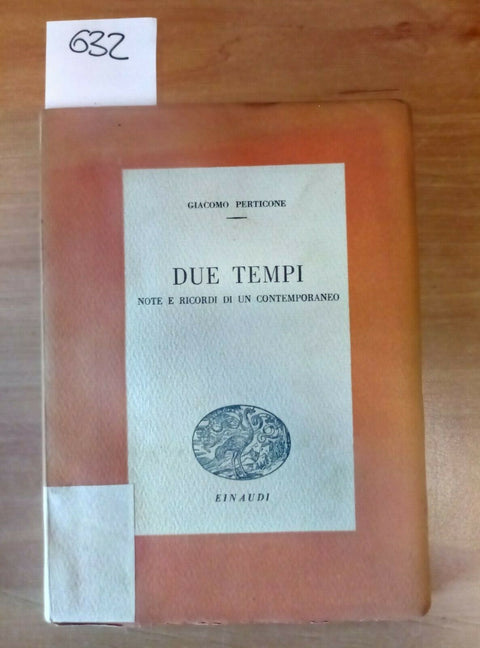 632
GIACOMO PERTICONE
DUE TEMPI
NOTE E RICORDI DI UN CONTEMPORANEO
EINAUDI